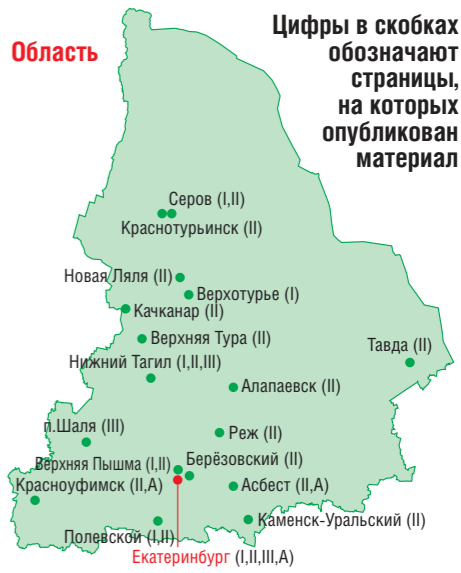 Область
Цифры в скобках
обозначают
страницы,
на которых
опубликован
материал
Серов (I,II)
Краснотурьинск (II)
Новая Ляля (II)
Верхотурье (I)
Качканар (II)
Верхняя Тура (II)
Тавда (II)
Нижний Тагил (I,II,III)
Алапаевск (II)
п.Шаля (III)
Реж (II)
Верхняя Пышма (I,II)
Берёзовский (II)
Красноуфимск (II,А)
Асбест (II,А)
Каменск-Уральский (II)
Полевской (I,II)
Екатеринбург (I,II,III,А)